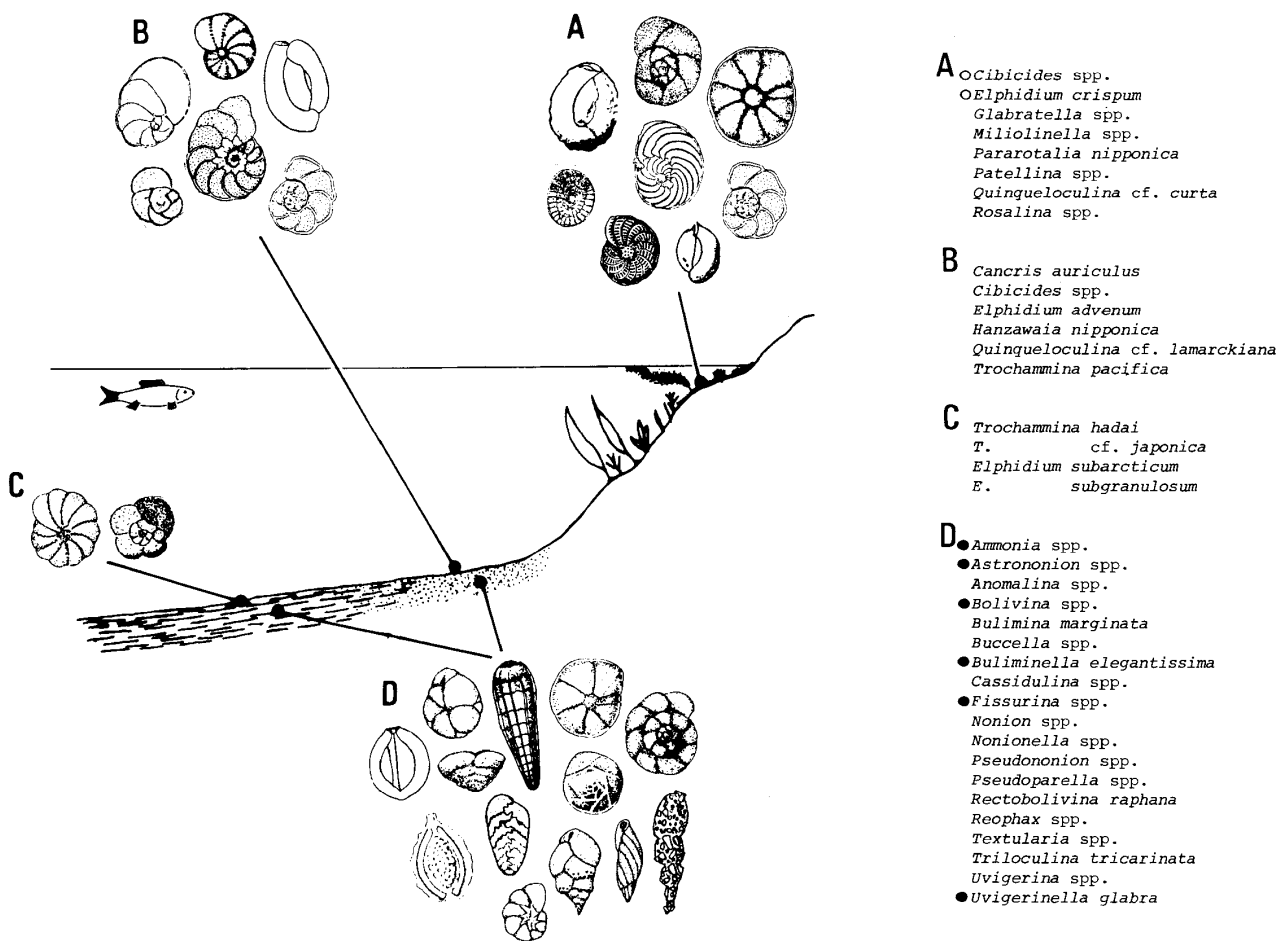 B
A
C
D
A ○Cibicides spp.
○Elphidium crispum
Glabratella spp.
Miliolinella spp.
Pararotalia nipponica
Patellina spp.
Quinqueloculina cf. curta
Rosalina spp.
B
Cancris auriculus
Cibicides spp.
Elphidium advenum
Hanzawaia nipponica
Quinqueloculina cf. lamarckiana
Trochammina pacifica
C
Trochammina hadai
T. cf. japonica
Elphidium subarcticum
E. subgranulosum
D
●Ammonia spp.
●Astrononion spp.
Anomalina spp.
●Bolivina spp.
Bulimina marginata
Buccella spp.
●Buliminella elegantissima
Cassidulina spp.
●Fissurina spp.
Nonion spp.
Nonionella spp.
Pseudononion spp.
Pseudoparella spp.
Rectobolivina raphana
Reophax spp.
Textularia spp.
Triloculina tricarinata
Uvigerina spp.
●Uvigerinella glabra